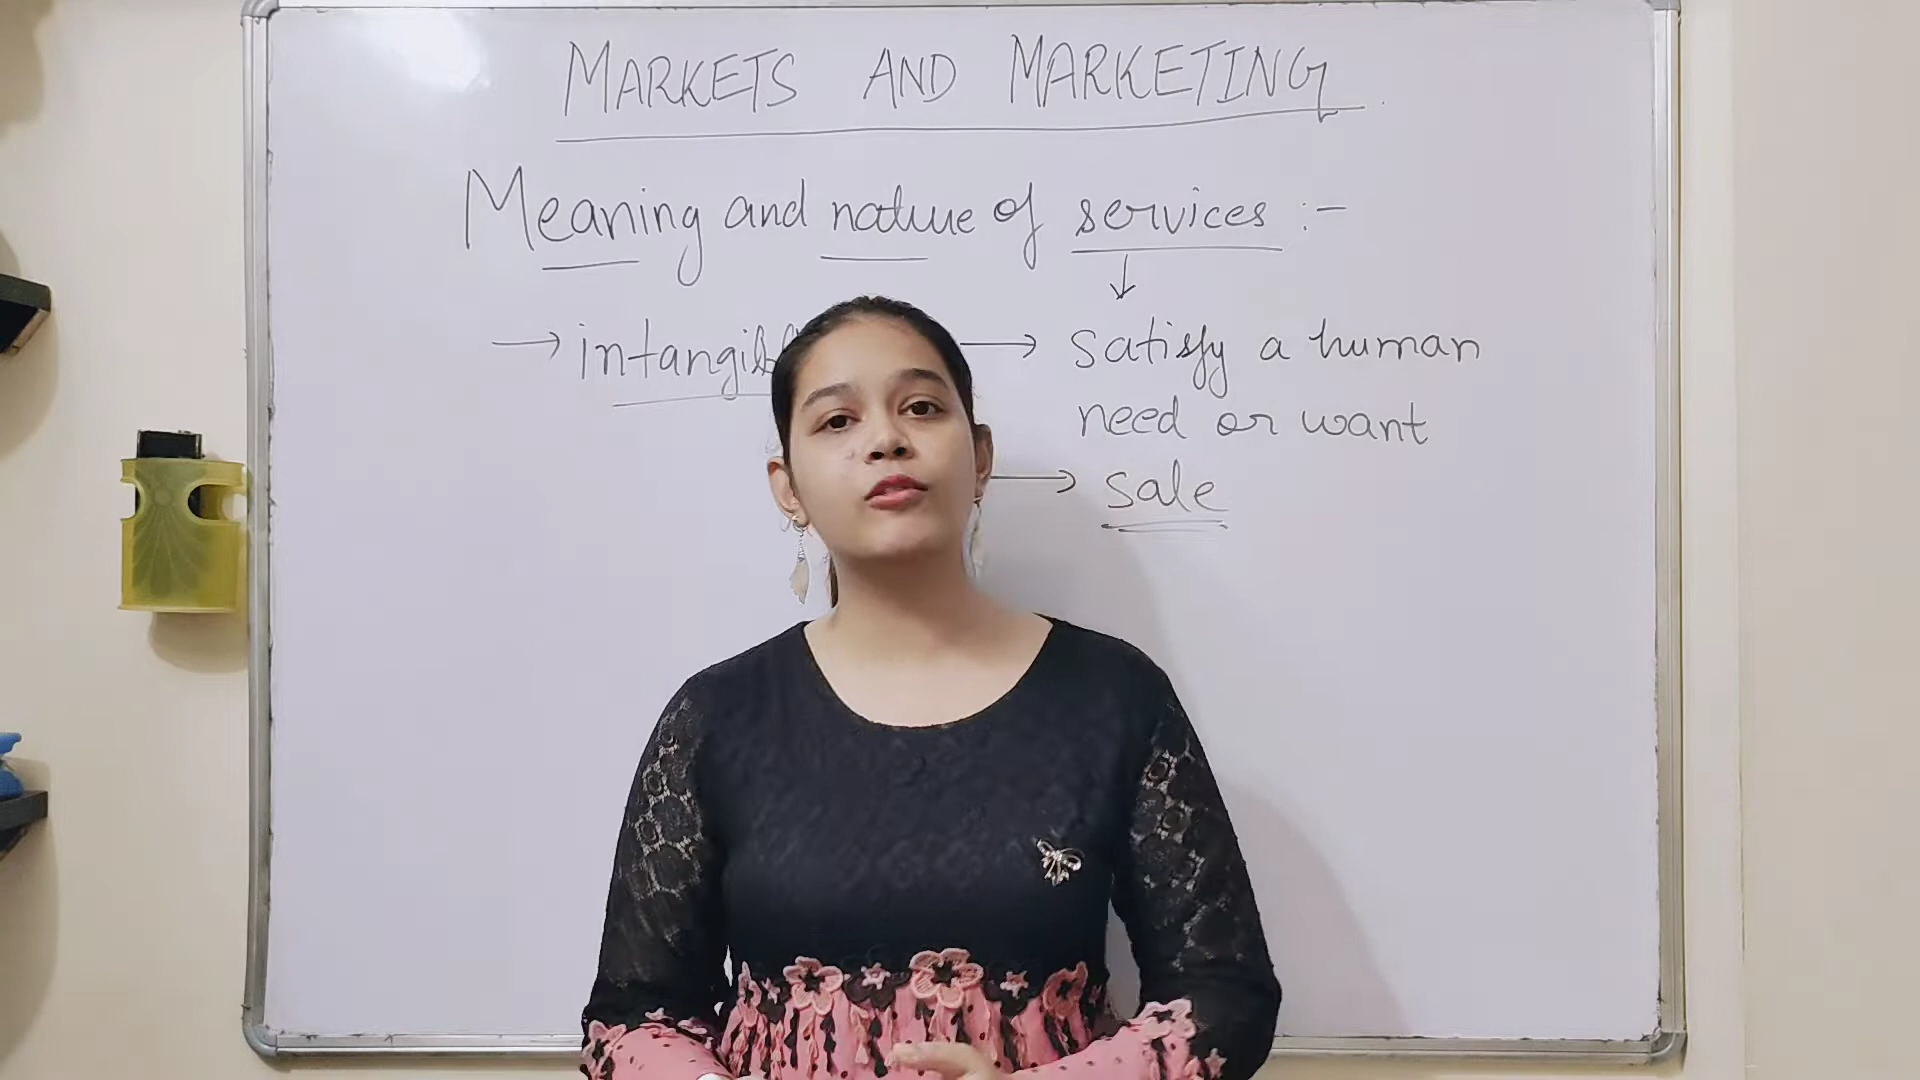 MARKETS AND MARKETING
Meaning and nature of services :-
↓
→ → satisfy a human
need or want
→ sale